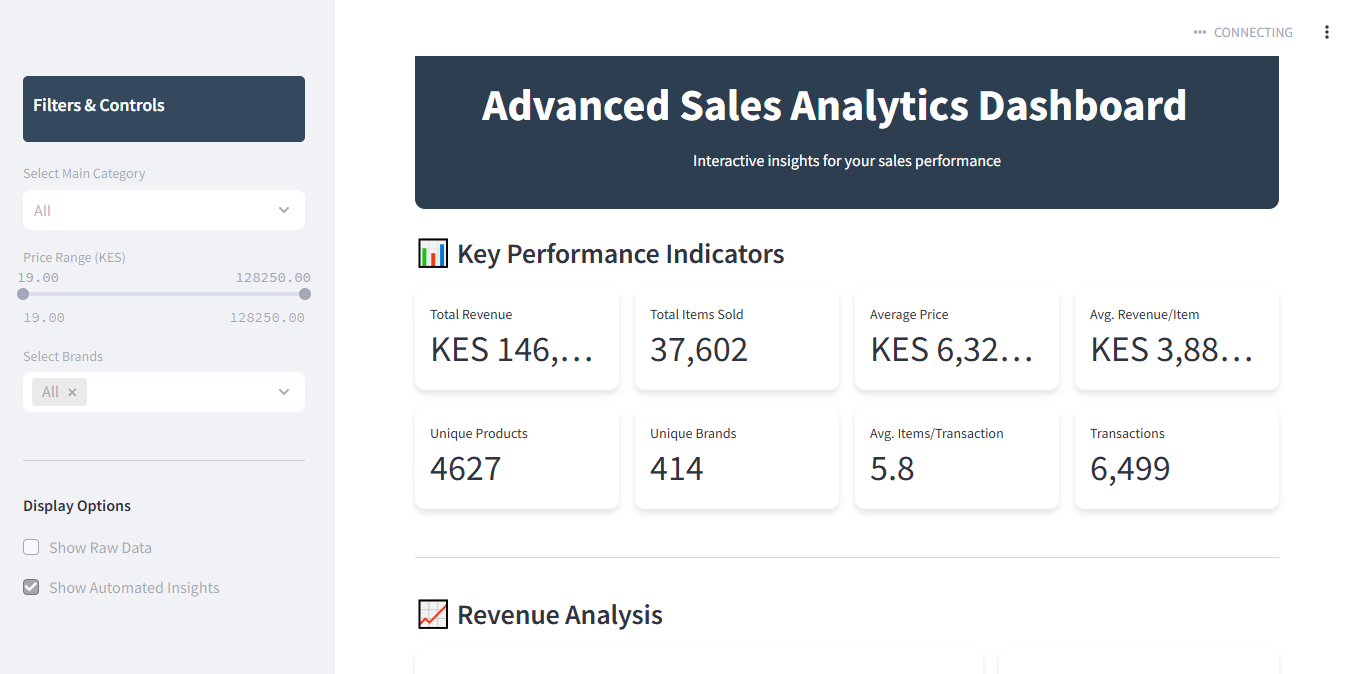 CONNECTING
Filters & Controls
Select Main Category
All
Price Range (KES)
19.00 128250.00
19.00 128250.00
Select Brands
All
Display Options
Show Raw Data
Show Automated Insights
Advanced Sales Analytics Dashboard
Interactive insights for your sales performance
Key Performance Indicators
Total Revenue
KES 146,…
Total Items Sold
37,602
Average Price
KES 6,32…
Avg. Revenue/Item
KES 3,88…
Unique Products
4627
Unique Brands
414
Avg. Items/Transaction
5.8
Transactions
6,499
Revenue Analysis